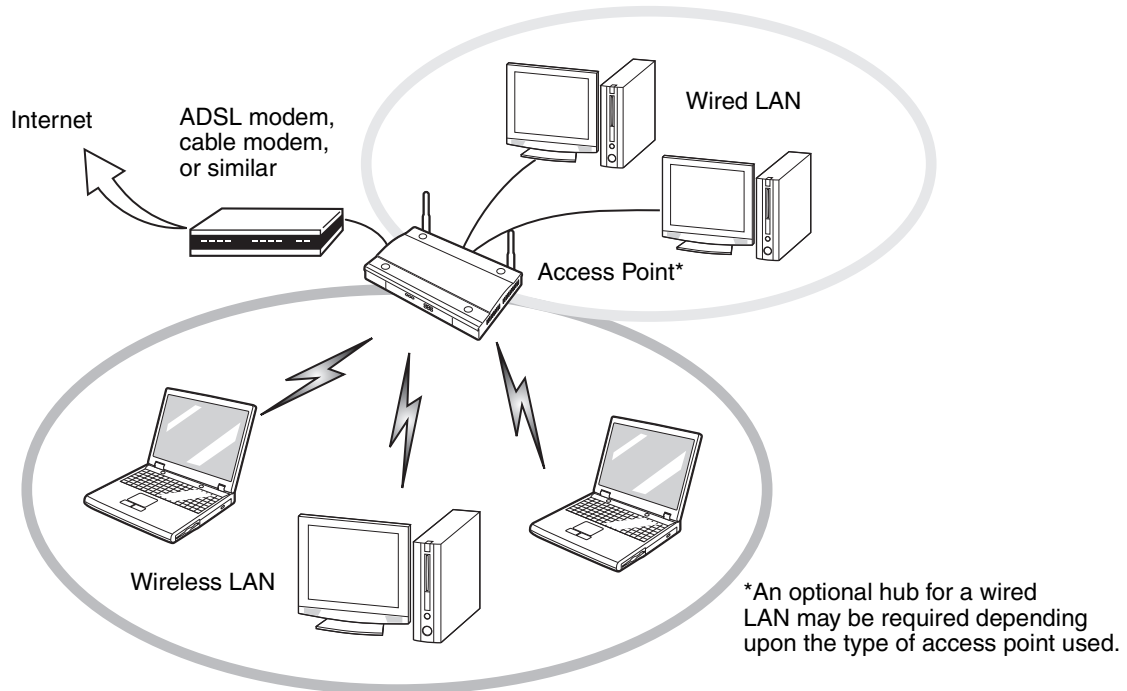 Internet
ADSL modem,
cable modem,
or similar
Wired LAN
Access Point*
Wireless LAN
*An optional hub for a wired
LAN may be required depending
upon the type of access point used.